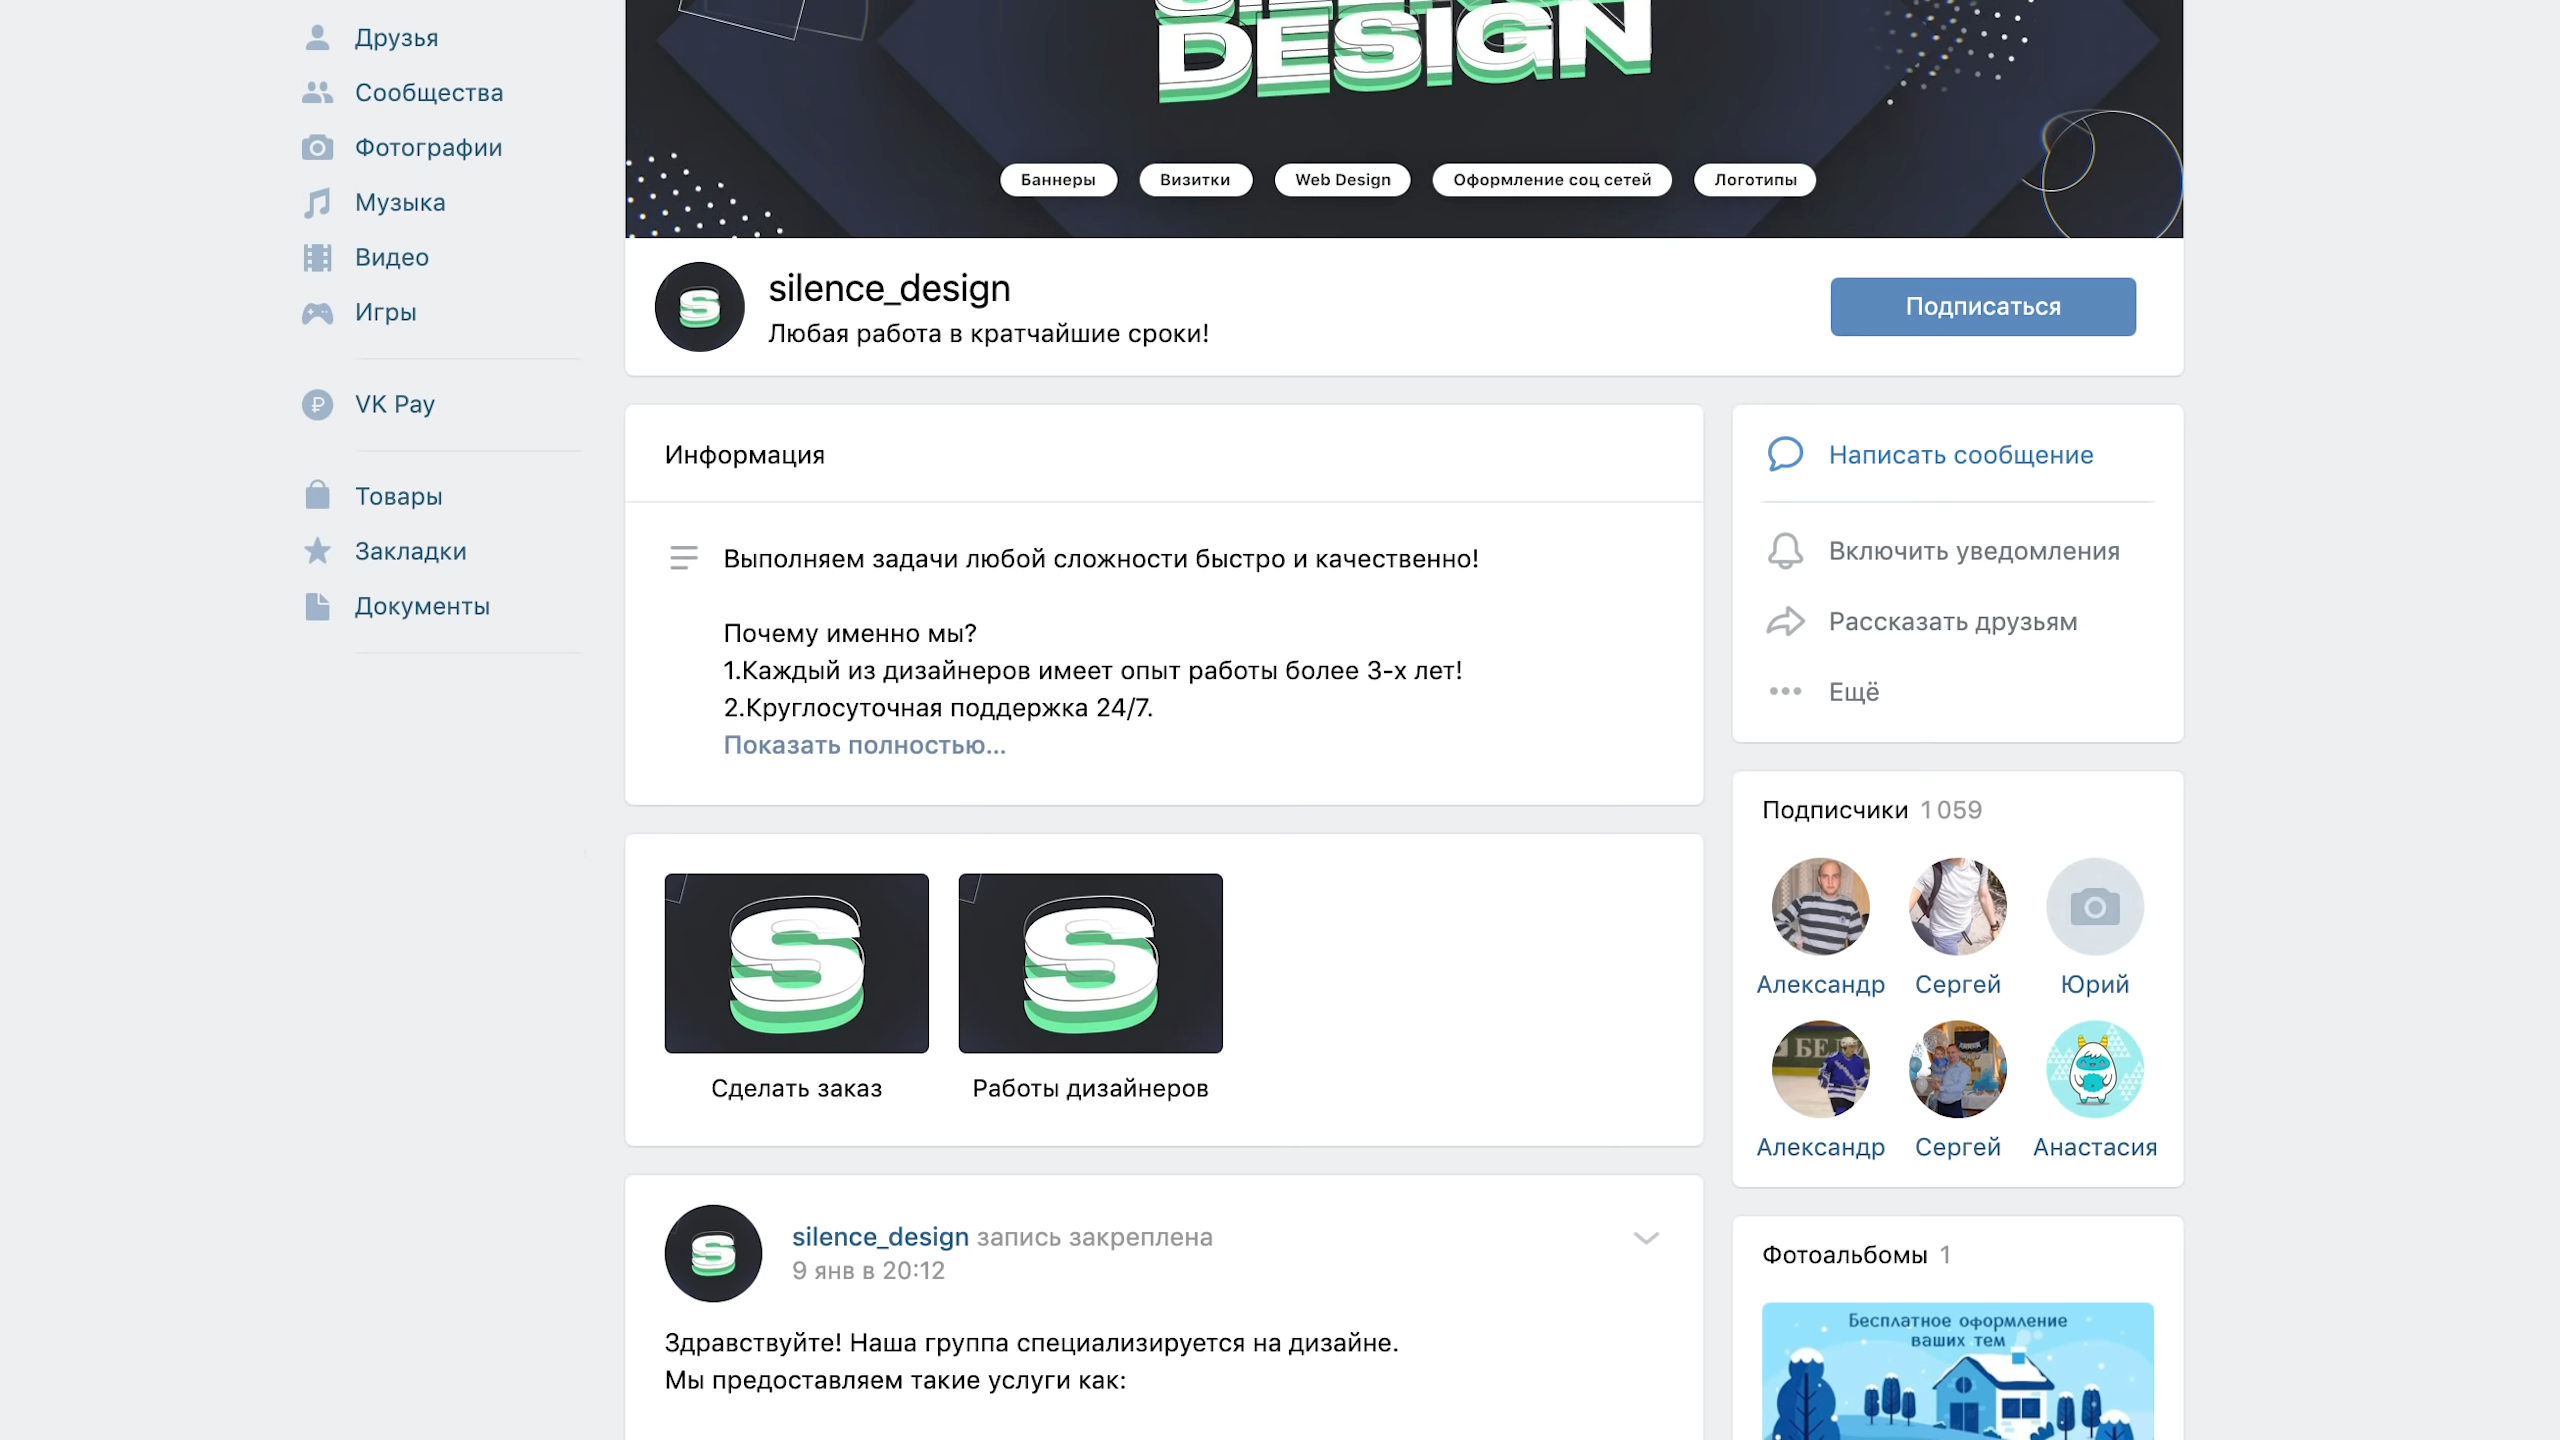 Друзья
Сообщества
Фотографии
Музыка
Видео
Игры
VK Pay
Товары
Закладки
Документы
DESIGN
Баннеры
Визитки
Web Design
Оформление соц сетей
Логотипы
silence_design
Любая работа в кратчайшие сроки!
Подписаться
Информация
Выполняем задачи любой сложности быстро и качественно!
Почему именно мы?
1.Каждый из дизайнеров имеет опыт работы более 3-х лет!
2.Круглосуточная поддержка 24/7.
Показать полностью...
S
Сделать заказ
S
Работы дизайнеров
silence_design запись закреплена
9 янв в 20:12
Здравствуйте! Наша группа специализируется на дизайне.
Мы предоставляем такие услуги как:
Написать сообщение
Включить уведомления
Рассказать друзьям
Ещё
Подписчики 1 059
Александр
Сергей
Юрий
Александр
Сергей
Анастасия
Фотоальбомы 1
Бесплатное оформление
ваших тем